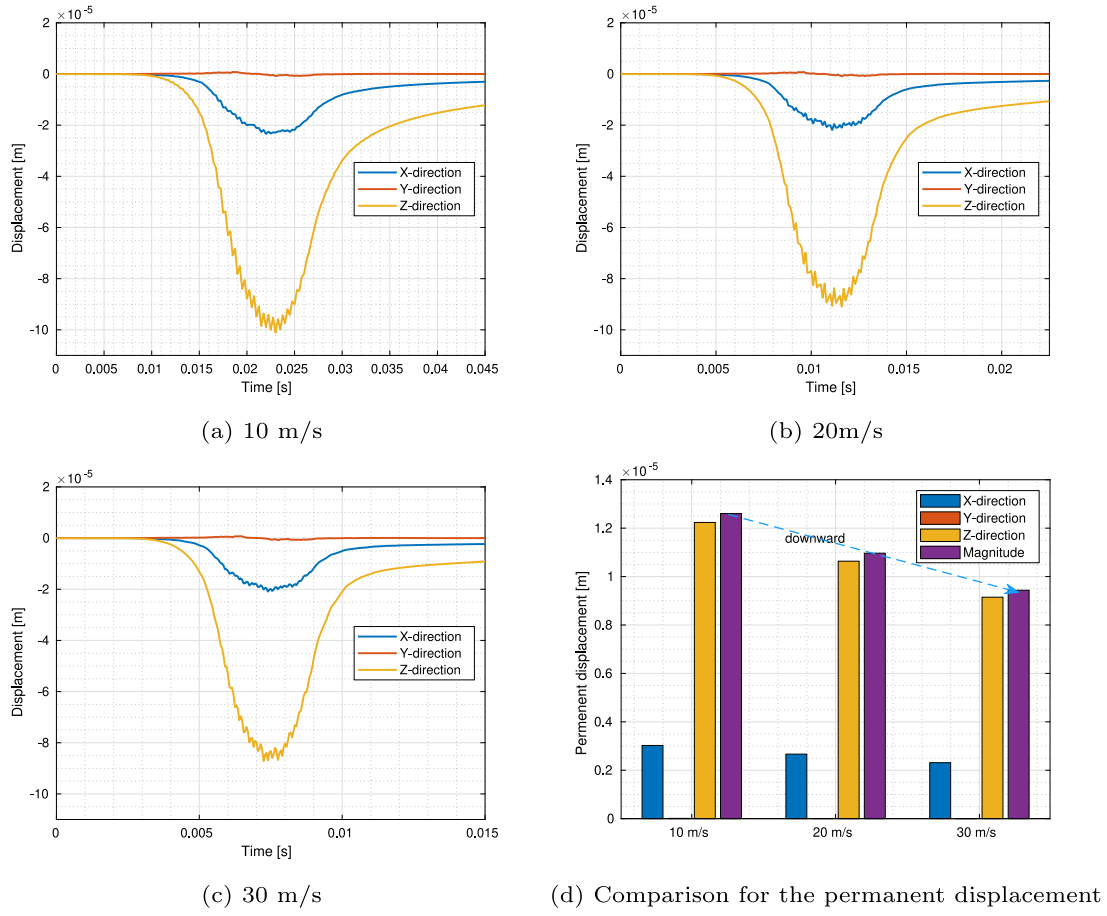 × 10⁻⁵
2
0
-2
-4
-6
-8
-10
Displacement [m]
X-direction
Y-direction
Z-direction
0 0.005 0.01 0.015 0.02 0.025 0.03 0.035 0.04 0.045
Time [s]
(a) 10 m/s
× 10⁻⁵
2
0
-2
-4
-6
-8
-10
Displacement [m]
X-direction
Y-direction
Z-direction
0 0.005 0.01 0.015 0.02
Time [s]
(b) 20m/s
× 10⁻⁵
2
0
-2
-4
-6
-8
-10
Displacement [m]
X-direction
Y-direction
Z-direction
0 0.005 0.01 0.015
Time [s]
(c) 30 m/s
× 10⁻⁵
1.4
1.2
1
0.8
0.6
0.4
0.2
0
Permenent displacement [m]
X-direction
Y-direction
Z-direction
Magnitude
downward
10 m/s 20 m/s 30 m/s
(d) Comparison for the permanent displacement